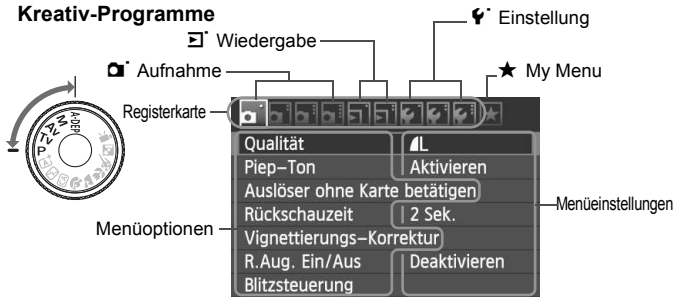 Kreativ-Programme
Einstellung
Wiedergabe
Aufnahme
My Menu
Registerkarte
A-DEP
M
Av
Tv
P
Qualität L
Piep-Ton Aktivieren
Auslöser ohne Karte betätigen
Rückschauzeit 2 Sek.
Menüeinstellungen
Menüoptionen
Vignettierungs-Korrektur
R.Aug. Ein/Aus Deaktivieren
Blitzsteuerung